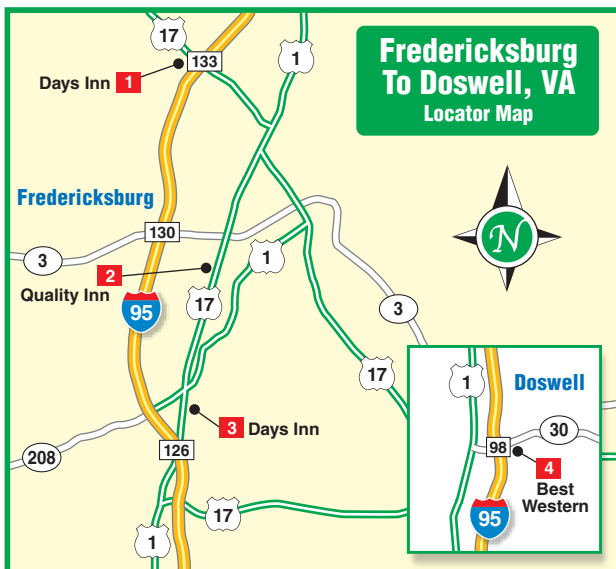 Fredericksburg
To Doswell, VA
Locator Map
17
1
133
Days Inn 1
N
Fredericksburg
130
3
1
2
Quality Inn
17
95
3
17
1
Doswell
3 Days Inn
208
126
98
30
4
Best
Western
17
95
1